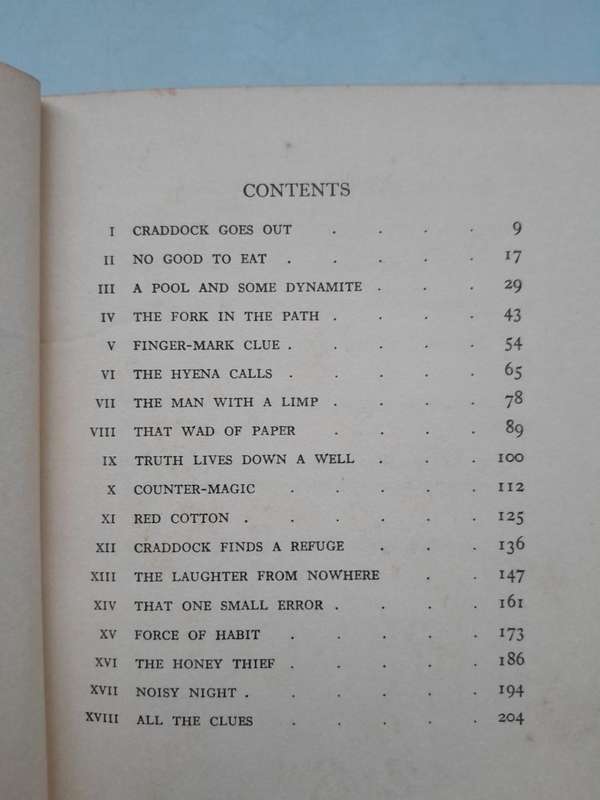 CONTENTS
I CRADDOCK GOES OUT . . . . 9
II NO GOOD TO EAT . . . . . 17
III A POOL AND SOME DYNAMITE . . . 29
IV THE FORK IN THE PATH . . . . 43
V FINGER-MARK CLUE . . . . . 54
VI THE HYENA CALLS . . . . . 65
VII THE MAN WITH A LIMP . . . . 78
VIII THAT WAD OF PAPER . . . . 89
IX TRUTH LIVES DOWN A WELL . . . 100
X COUNTER-MAGIC . . . . . 112
XI RED COTTON . . . . . . 125
XII CRADDOCK FINDS A REFUGE . . . 136
XIII THE LAUGHTER FROM NOWHERE . . 147
XIV THAT ONE SMALL ERROR . . . . 161
XV FORCE OF HABIT . . . . . 173
XVI THE HONEY THIEF . . . . . 186
XVII NOISY NIGHT . . . . . . 194
XVIII ALL THE CLUES . . . . . 204